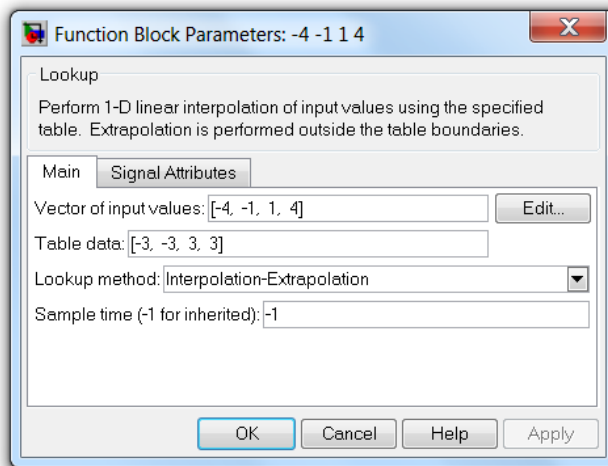 Function Block Parameters: -4 -1 1 4
Lookup
Perform 1-D linear interpolation of input values using the specified
table. Extrapolation is performed outside the table boundaries.
Main Signal Attributes
Vector of input values: [-4, -1, 1, 4] Edit...
Table data: [-3, -3, 3, 3]
Lookup method: Interpolation-Extrapolation
Sample time (-1 for inherited): -1
OK Cancel Help Apply